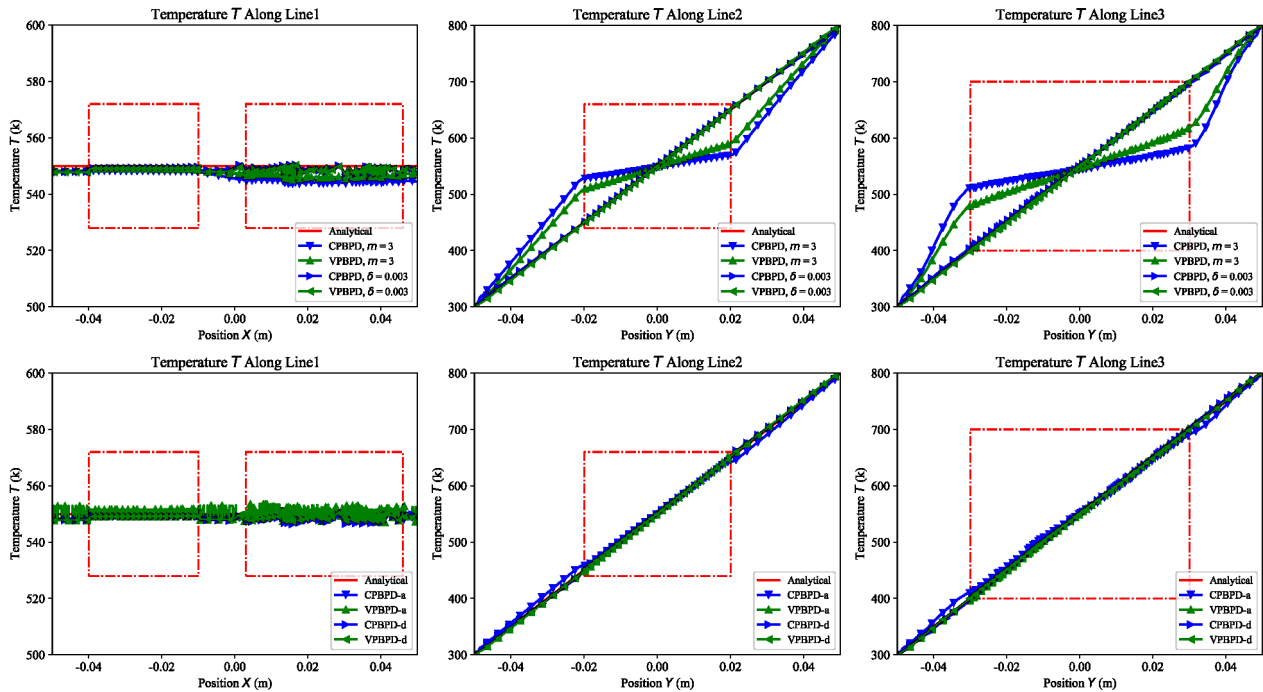 Temperature T Along Line1
600
580
560
540
520
500
Temperature T (k)
-0.04
-0.02
0.00
0.02
0.04
Position X (m)
Analytical
CPBPD, m = 3
VPBPD, m = 3
CPBPD, δ = 0.003
VPBPD, δ = 0.003
Temperature T Along Line2
800
700
600
500
400
300
Temperature T (k)
-0.04
-0.02
0.00
0.02
0.04
Position Y (m)
Analytical
CPBPD, m = 3
VPBPD, m = 3
CPBPD, δ = 0.003
VPBPD, δ = 0.003
Temperature T Along Line3
800
700
600
500
400
300
Temperature T (k)
-0.04
-0.02
0.00
0.02
0.04
Position Y (m)
Analytical
CPBPD, m = 3
VPBPD, m = 3
CPBPD, δ = 0.003
VPBPD, δ = 0.003
Temperature T Along Line1
600
580
560
540
520
500
Temperature T (k)
-0.04
-0.02
0.00
0.02
0.04
Position X (m)
Analytical
CPBPD-a
VPBPD-a
CPBPD-d
VPBPD-d
Temperature T Along Line2
800
700
600
500
400
300
Temperature T (k)
-0.04
-0.02
0.00
0.02
0.04
Position Y (m)
Analytical
CPBPD-a
VPBPD-a
CPBPD-d
VPBPD-d
Temperature T Along Line3
800
700
600
500
400
300
Temperature T (k)
-0.04
-0.02
0.00
0.02
0.04
Position Y (m)
Analytical
CPBPD-a
VPBPD-a
CPBPD-d
VPBPD-d